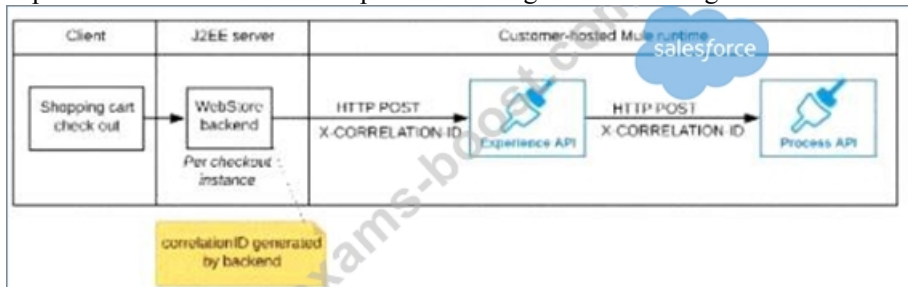 Client
J2EE server
Customer-hosted Mule runtime
salesforce
Shopping cart
check out
WebStore
backend
Per checkout
instance
HTTP POST
X-CORRELATION-ID
Experience API
HTTP POST
X-CORRELATION-ID
Process API
correlationID generated
by backend